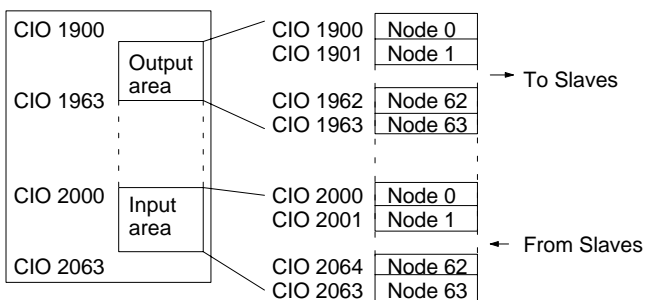 CIO 1900
Output area
CIO 1963
CIO 2000
Input area
CIO 2063
CIO 1900 Node 0
CIO 1901 Node 1
To Slaves
CIO 1962 Node 62
CIO 1963 Node 63
CIO 2000 Node 0
CIO 2001 Node 1
From Slaves
CIO 2064 Node 62
CIO 2063 Node 63